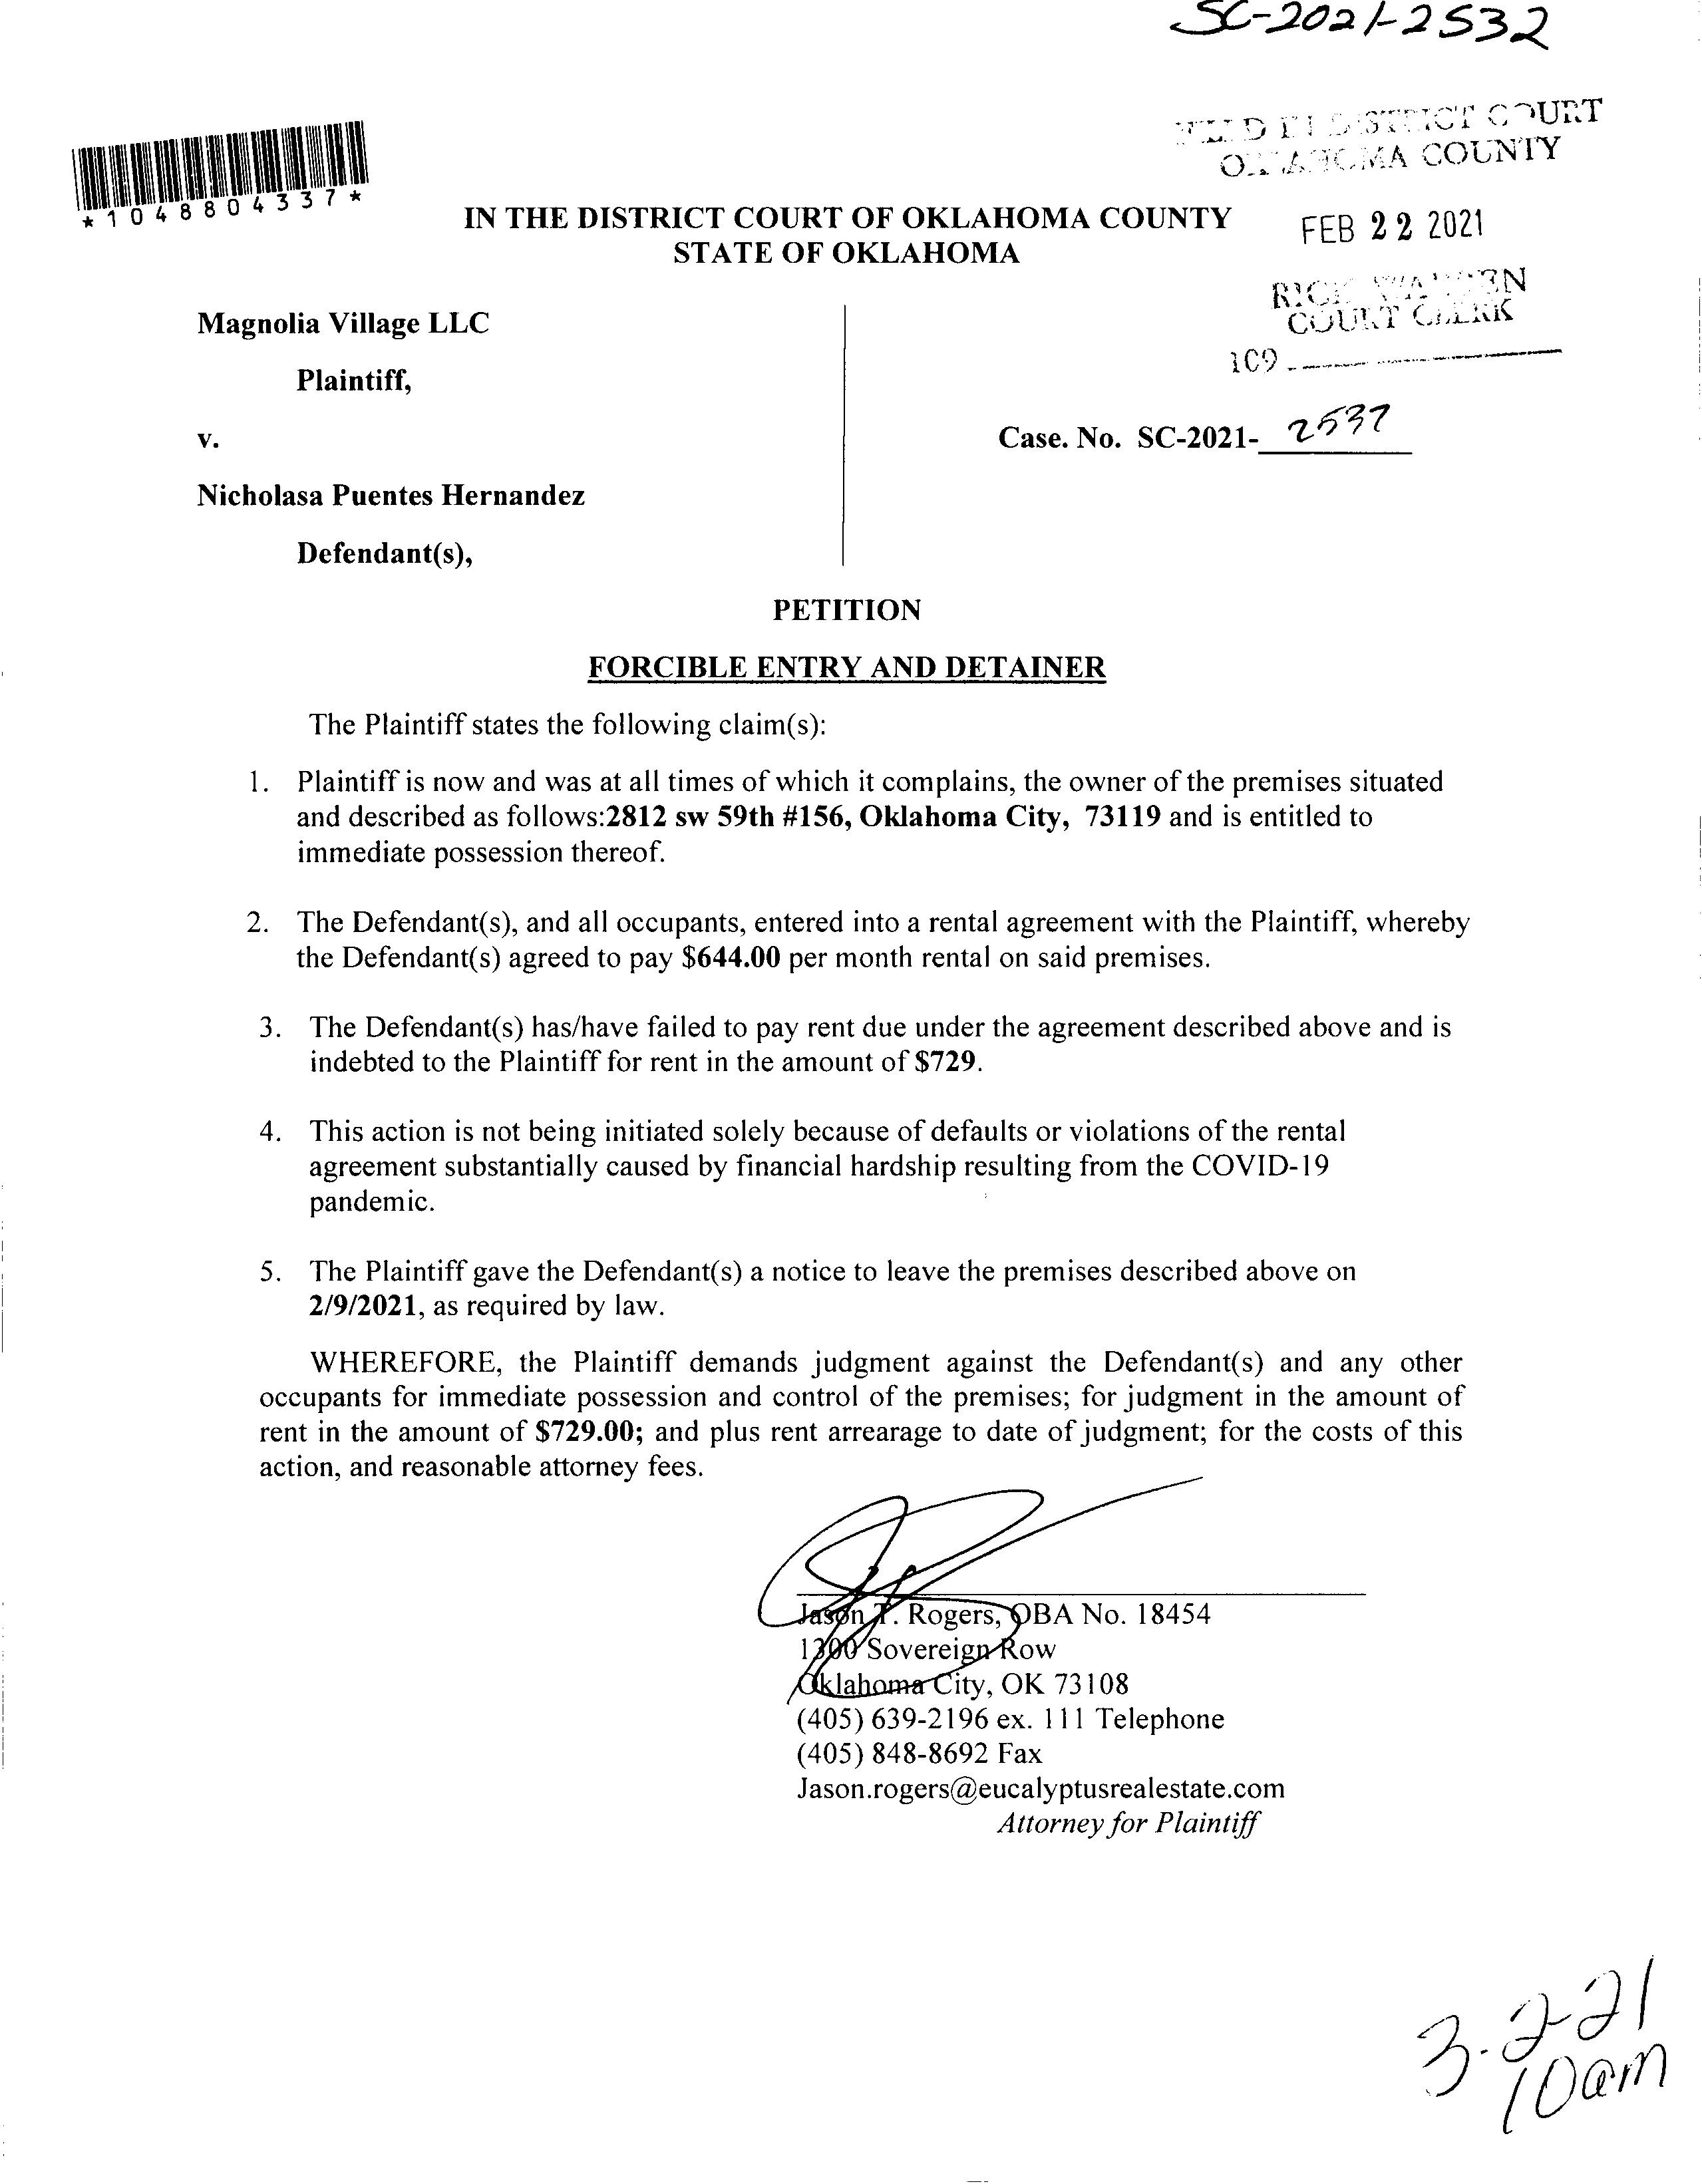 SC-2021-2532
FILED IN DISTRICT COURT
OKLAHOMA COUNTY
*1048804337*
IN THE DISTRICT COURT OF OKLAHOMA COUNTY
STATE OF OKLAHOMA
FEB 22 2021
RICK WARREN
COURT CLERK
109
Magnolia Village LLC
Plaintiff,
v.
Case. No. SC-2021-
Nicholasa Puentes Hernandez
Defendant(s),
PETITION
FORCIBLE ENTRY AND DETAINER
The Plaintiff states the following claim(s):
1. Plaintiff is now and was at all times of which it complains, the owner of the premises situated
and described as follows:2812 sw 59th #156, Oklahoma City, 73119 and is entitled to
immediate possession thereof.
2. The Defendant(s), and all occupants, entered into a rental agreement with the Plaintiff, whereby
the Defendant(s) agreed to pay $644.00 per month rental on said premises.
3. The Defendant(s) has/have failed to pay rent due under the agreement described above and is
indebted to the Plaintiff for rent in the amount of $729.
4. This action is not being initiated solely because of defaults or violations of the rental
agreement substantially caused by financial hardship resulting from the COVID-19
pandemic.
5. The Plaintiff gave the Defendant(s) a notice to leave the premises described above on
2/9/2021, as required by law.
WHEREFORE, the Plaintiff demands judgment against the Defendant(s) and any other
occupants for immediate possession and control of the premises; for judgment in the amount of
rent in the amount of $729.00; and plus rent arrearage to date of judgment; for the costs of this
action, and reasonable attorney fees.
Jason T. Rogers, OBA No. 18454
1300 Sovereign Row
Oklahoma City, OK 73108
(405) 639-2196 ex. 111 Telephone
(405) 848-8692 Fax
Jason.rogers@eucalyptusrealestate.com
Attorney for Plaintiff
3-2-21
10am